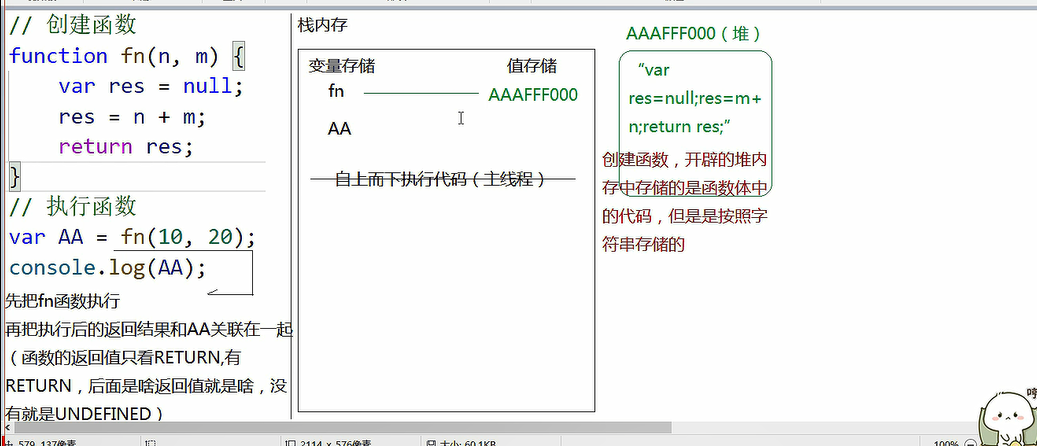 // 创建函数
function fn(n, m) {
var res = null;
res = n + m;
return res;
}
// 执行函数
var AA = fn(10, 20);
console.log(AA);
先把fn函数执行
再把执行后的返回结果和AA关联在一起
（函数的返回值只看RETURN,有
RETURN，后面是啥返回值就是啥，没
有就是UNDEFINED）
栈内存
变量存储
值存储
fn
AAAFFF000
AA
自上而下执行代码（主线程）
AAAFFF000（堆）
“var
res=null;res=m+
n;return res;”
创建函数，开辟的堆内
存中存储的是函数体中
的代码，但是是按照字
符串存储的
579, 137像素
2114 × 576像素
大小: 60.1KB
100%